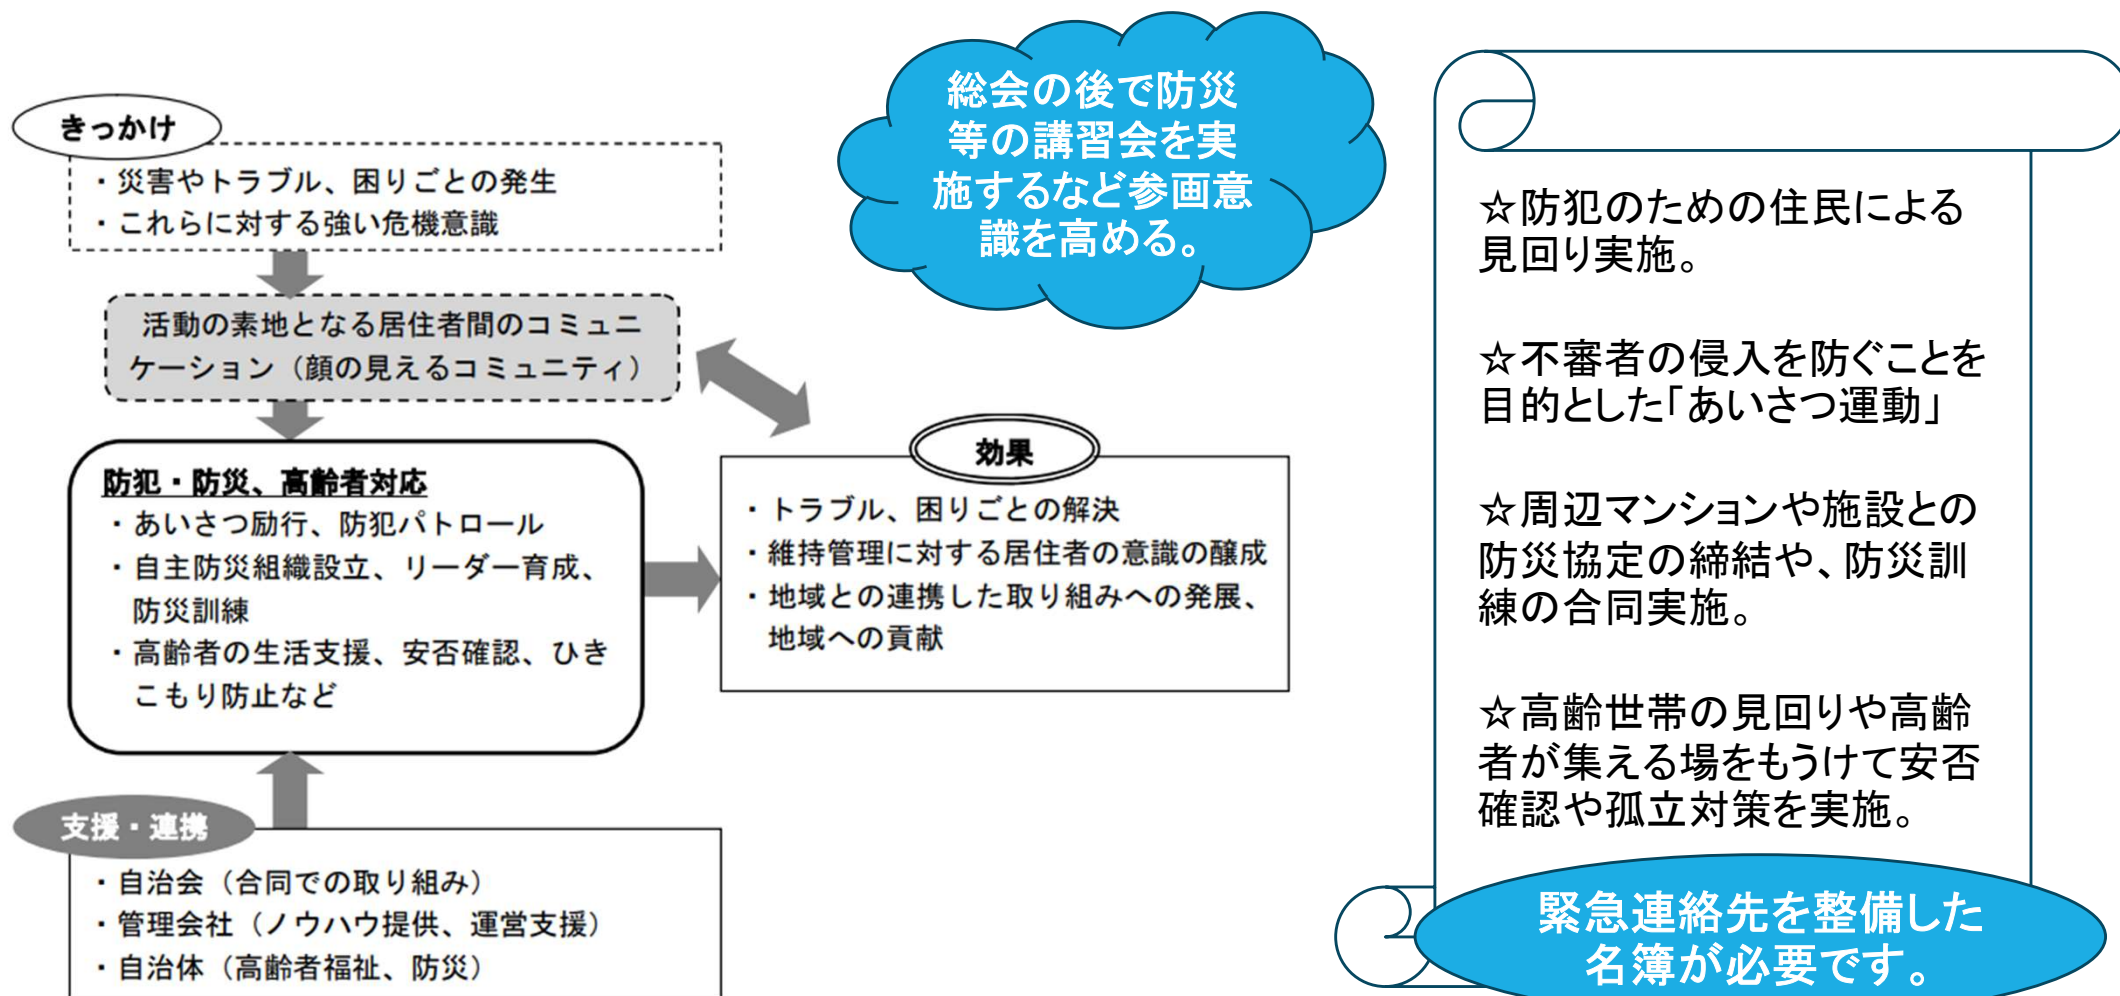 きっかけ
・災害やトラブル、困りごとの発生
・これらに対する強い危機意識
活動の素地となる居住者間のコミュニ
ケーション（顔の見えるコミュニティ）
防犯・防災、高齢者対応
・あいさつ励行、防犯パトロール
・自主防災組織設立、リーダー育成、
防災訓練
・高齢者の生活支援、安否確認、ひき
こもり防止など
支援・連携
・自治会（合同での取り組み）
・管理会社（ノウハウ提供、運営支援）
・自治体（高齢者福祉、防災）
効果
・トラブル、困りごとの解決
・維持管理に対する居住者の意識の醸成
・地域との連携した取り組みへの発展、
地域への貢献
総会の後で防災
等の講習会を実
施するなど参画意
識を高める。
☆防犯のための住民による
見回り実施。
☆不審者の侵入を防ぐことを
目的とした「あいさつ運動」
☆周辺マンションや施設との
防災協定の締結や、防災訓
練の合同実施。
☆高齢世帯の見回りや高齢
者が集える場をもうけて安否
確認や孤立対策を実施。
緊急連絡先を整備した
名簿が必要です。